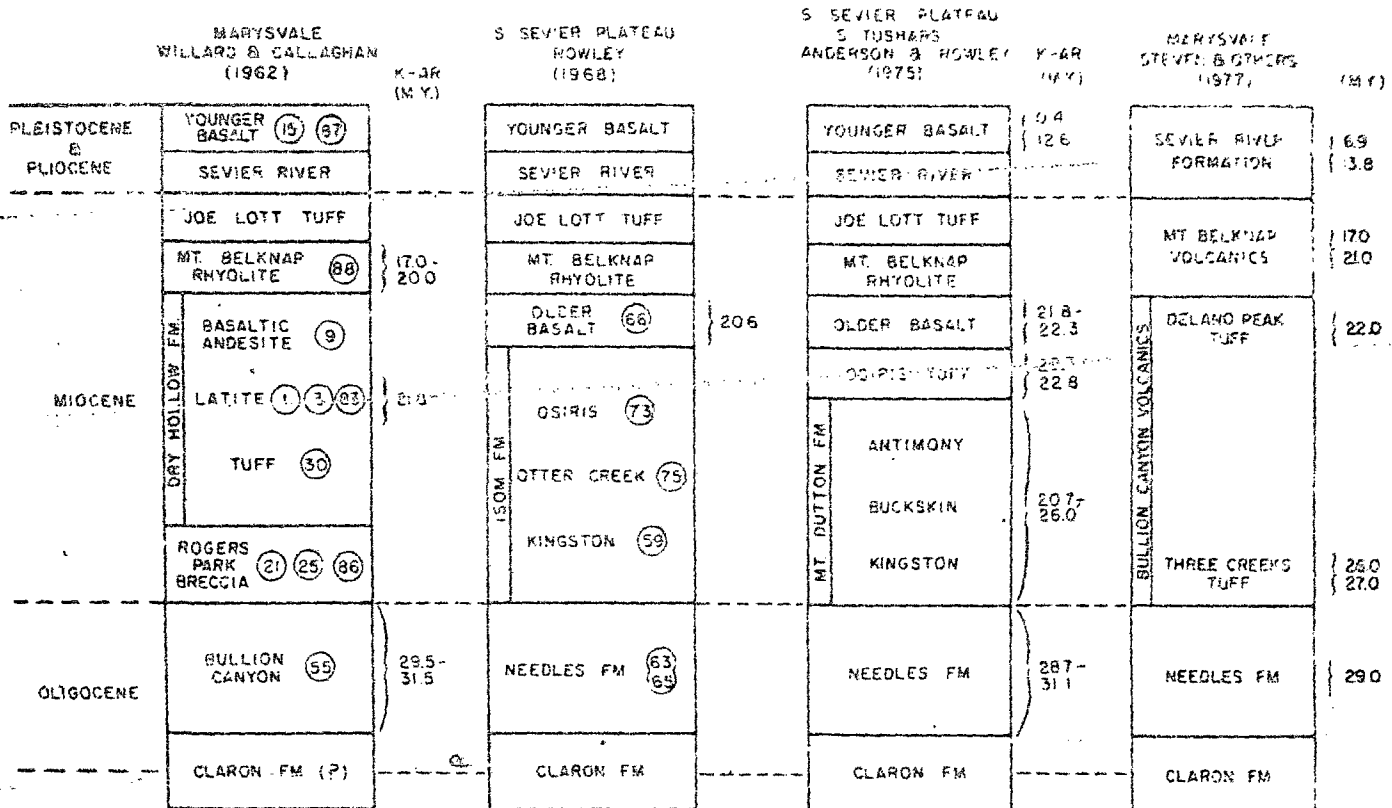 MARYSVALE
WILLARD & CALLAGHAN
(1962)
K-AR
(M.Y.)
S SEVIER PLATEAU
ROWLEY
(1968)
S SEVIER PLATEAU
S TUSHARS
ANDERSON & ROWLEY
(1975)
K-AR
(M.Y.)
MARYSVALE
STEVEN & OTHERS
(1977)
(M.Y.)
PLEISTOCENE
&
PLIOCENE
MIOCENE
OLIGOCENE
YOUNGER
BASALT 15 87
SEVIER RIVER
JOE LOTT TUFF
MT. BELKNAP
RHYOLITE 88
17.0-
20.0
DRY HOLLOW FM
BASALTIC
ANDESITE 9
LATITE 1 3 83
21.8
TUFF 30
ROGERS
PARK
BRECCIA 21 25 86
BULLION
CANYON 55
29.5-
31.5
CLARON FM (?)
YOUNGER BASALT
SEVIER RIVER
JOE LOTT TUFF
MT. BELKNAP
RHYOLITE
OLDER
BASALT 66
20.6
ISOM FM
OSIRIS 73
OTTER CREEK 75
KINGSTON 59
NEEDLES FM 63
65
CLARON FM
YOUNGER BASALT
12.6
SEVIER RIVER
JOE LOTT TUFF
MT. BELKNAP
RHYOLITE
OLDER BASALT
21.8-
22.3
OSIRIS TUFF
22.8
MT DUTTON FM
ANTIMONY
BUCKSKIN
KINGSTON
20.7-
26.0
NEEDLES FM
28.7-
31.1
CLARON FM
SEVIER RIVER
FORMATION
6.9
13.8
MT BELKNAP
VOLCANICS
17.0
21.0
BULLION CANYON VOLCANICS
DELANO PEAK
TUFF
22.0
THREE CREEKS
TUFF
27.0
NEEDLES FM
29.0
CLARON FM